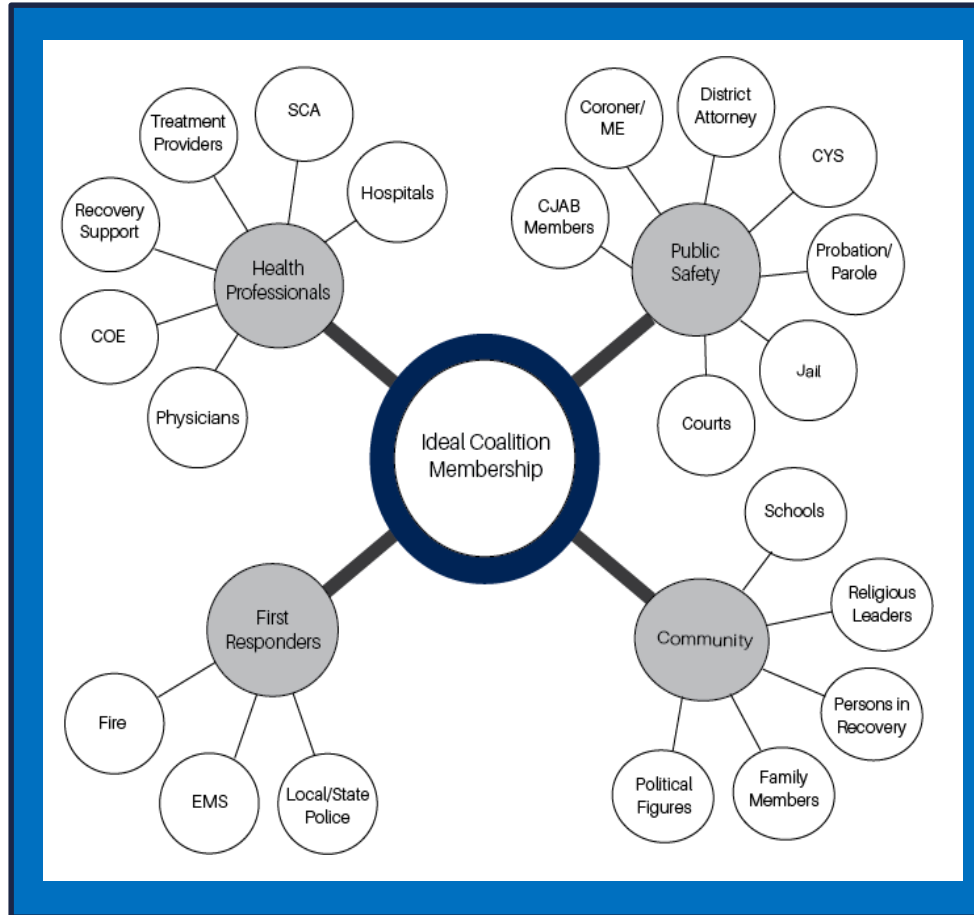 Ideal Coalition
Membership
Health
Professionals
SCA
Treatment
Providers
Hospitals
Recovery
Support
COE
Physicians
Public
Safety
District
Attorney
Coroner/
ME
CYS
CJAB
Members
Probation/
Parole
Jail
Courts
First
Responders
Fire
EMS
Local/State
Police
Community
Schools
Religious
Leaders
Persons in
Recovery
Family
Members
Political
Figures